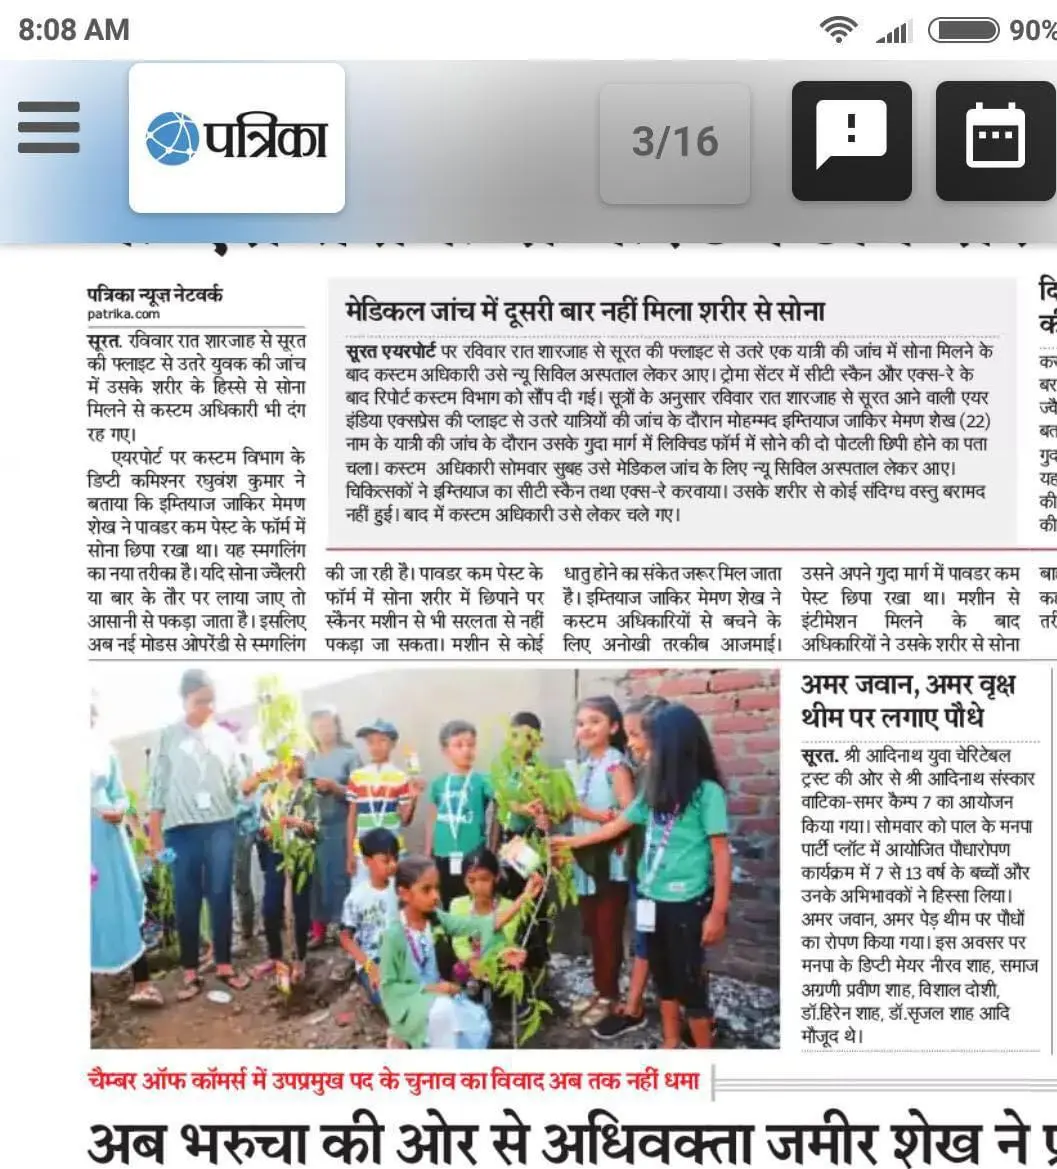 8:08 AM
90%
पत्रिका
3/16
पत्रिका न्यूज़ नेटवर्क
patrika.com
सूरत. रविवार रात शारजाह से सूरत
की फ्लाइट से उतरे युवक की जांच
में उसके शरीर के हिस्से से सोना
मिलने से कस्टम अधिकारी भी दंग
रह गए।
एयरपोर्ट पर कस्टम विभाग के
डिप्टी कमिश्नर रघुवंश कुमार ने
बताया कि इम्तियाज जाकिर मेमण
शेख ने पावडर कम पेस्ट के फॉर्म में
सोना छिपा रखा था। यह स्मगलिंग
का नया तरीका है। यदि सोना ज्वैलरी
या बार के तौर पर लाया जाए तो
आसानी से पकड़ा जाता है। इसलिए
अब नई मोडस ओपरेंडी से स्मगलिंग
मेडिकल जांच में दूसरी बार नहीं मिला शरीर से सोना
सूरत एयरपोर्ट पर रविवार रात शारजाह से सूरत की फ्लाइट से उतरे एक यात्री की जांच में सोना मिलने के
बाद कस्टम अधिकारी उसे न्यू सिविल अस्पताल लेकर आए। ट्रोमा सेंटर में सीटी स्कैन और एक्स-रे के
बाद रिपोर्ट कस्टम विभाग को सौंप दी गई। सूत्रों के अनुसार रविवार रात शारजाह से सूरत आने वाली एयर
इंडिया एक्सप्रेस की प्लाइट से उतरे यात्रियों की जांच के दौरान मोहम्मद इम्तियाज जाकिर मेमण शेख (22)
नाम के यात्री की जांच के दौरान उसके गुदा मार्ग में लिक्विड फॉर्म में सोने की दो पोटली छिपी होने का पता
चला। कस्टम अधिकारी सोमवार सुबह उसे मेडिकल जांच के लिए न्यू सिविल अस्पताल लेकर आए।
चिकित्सकों ने इम्तियाज का सीटी स्कैन तथा एक्स-रे करवाया। उसके शरीर से कोई संदिग्ध वस्तु बरामद
नहीं हुई। बाद में कस्टम अधिकारी उसे लेकर चले गए।
की जा रही है। पावडर कम पेस्ट के
फॉर्म में सोना शरीर में छिपाने पर
स्कैनर मशीन से भी सरलता से नहीं
पकड़ा जा सकता। मशीन से कोई
धातु होने का संकेत जरूर मिल जाता
है। इम्तियाज जाकिर मेमण शेख ने
कस्टम अधिकारियों से बचने के
लिए अनोखी तरकीब आजमाई।
उसने अपने गुदा मार्ग में पावडर कम
पेस्ट छिपा रखा था। मशीन से
इंटीमेशन मिलने के बाद
अधिकारियों ने उसके शरीर से सोना
अमर जवान, अमर वृक्ष
थीम पर लगाए पौधे
सूरत. श्री आदिनाथ युवा चेरिटेबल
ट्रस्ट की ओर से श्री आदिनाथ संस्कार
वाटिका-समर कैम्प 7 का आयोजन
किया गया। सोमवार को पाल के मनपा
पार्टी प्लॉट में आयोजित पौधारोपण
कार्यक्रम में 7 से 13 वर्ष के बच्चों और
उनके अभिभावकों ने हिस्सा लिया।
अमर जवान, अमर पेड़ थीम पर पौधों
का रोपण किया गया। इस अवसर पर
मनपा के डिप्टी मेयर नीरव शाह, समाज
अग्रणी प्रवीण शाह, विशाल दोशी,
डॉ.हिरेन शाह, डॉ.सृजल शाह आदि
मौजूद थे।
चैम्बर ऑफ कॉमर्स में उपप्रमुख पद के चुनाव का विवाद अब तक नहीं थमा
अब भरुचा की ओर से अधिवक्ता जमीर शेख ने